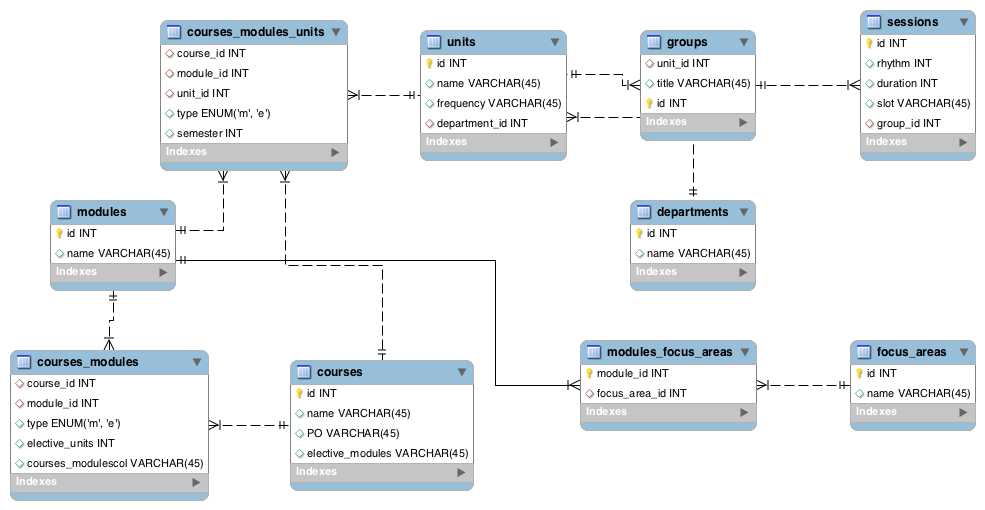 courses_modules_units
course_id INT
module_id INT
unit_id INT
type ENUM('m', 'e')
semester INT
Indexes
units
id INT
name VARCHAR(45)
frequency VARCHAR(45)
department_id INT
Indexes
groups
unit_id INT
title VARCHAR(45)
id INT
Indexes
sessions
id INT
rhythm INT
duration INT
slot VARCHAR(45)
group_id INT
Indexes
modules
id INT
name VARCHAR(45)
Indexes
departments
id INT
name VARCHAR(45)
Indexes
courses_modules
course_id INT
module_id INT
type ENUM('m', 'e')
elective_units INT
courses_modulescol VARCHAR(45)
Indexes
courses
id INT
name VARCHAR(45)
PO VARCHAR(45)
elective_modules VARCHAR(45)
Indexes
modules_focus_areas
module_id INT
focus_area_id INT
Indexes
focus_areas
id INT
name VARCHAR(45)
Indexes